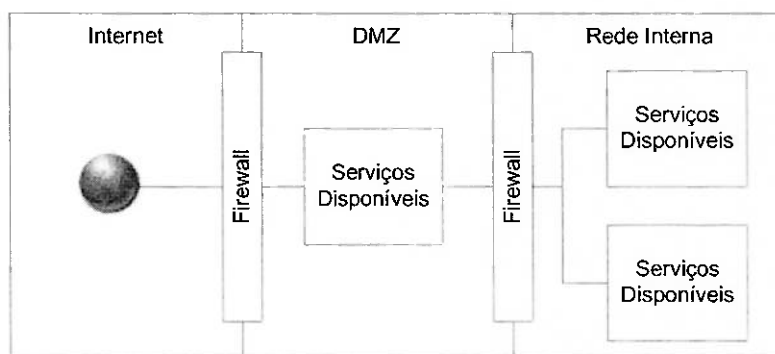 Internet
DMZ
Rede Interna
Firewall
Serviços
Disponíveis
Firewall
Serviços
Disponíveis
Serviços
Disponíveis